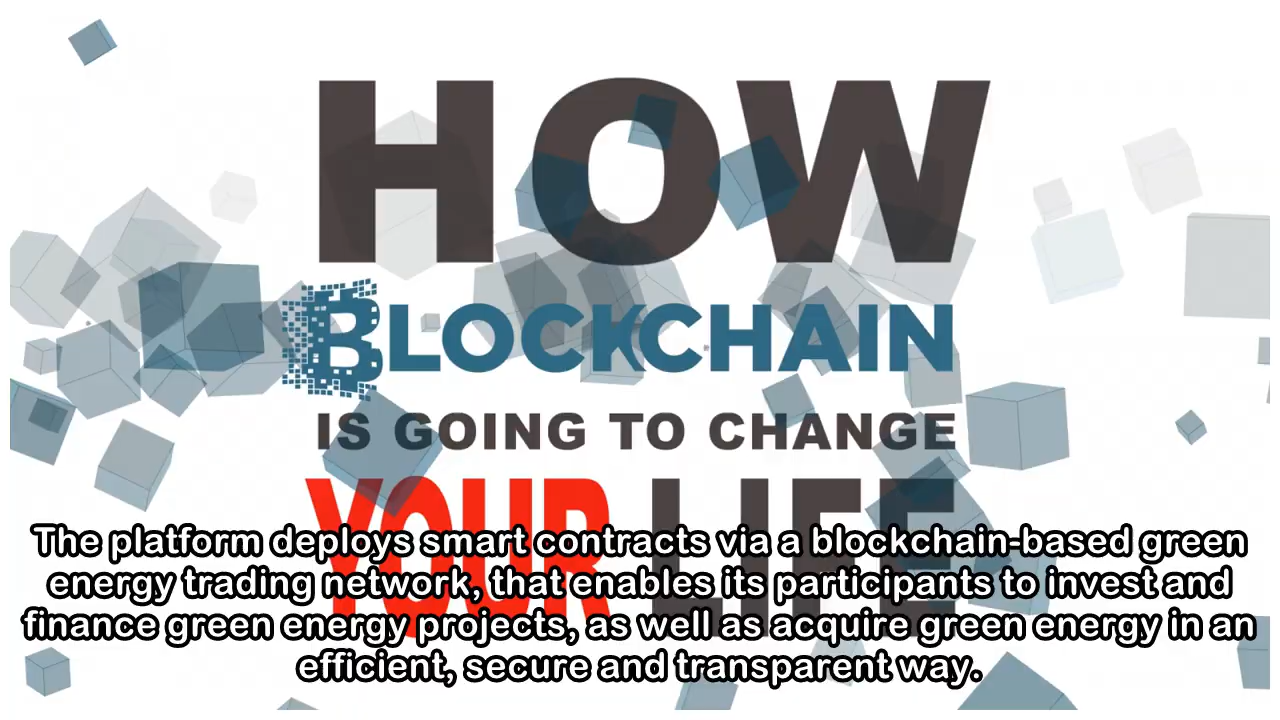 HOW
BLOCKCHAIN
IS GOING TO CHANGE
YOUR LIFE
The platform deploys smart contracts via a blockchain-based green
energy trading network, that enables its participants to invest and
finance green energy projects, as well as acquire green energy in an
efficient, secure and transparent way.